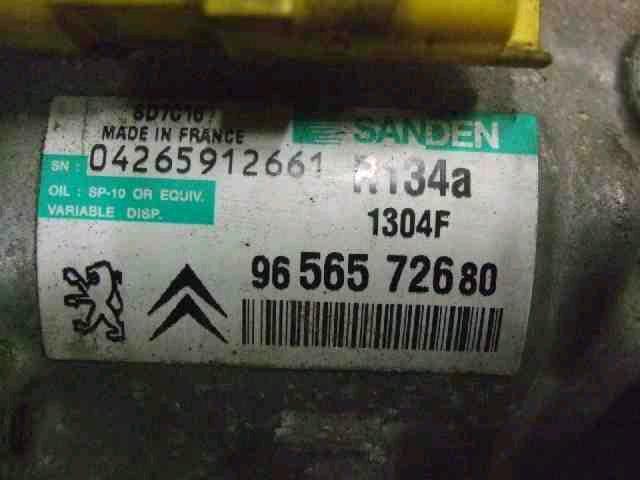 SD7C16
MADE IN FRANCE
SANDEN
SN : 04265912661
R134a
OIL : SP-10 OR EQUIV.
VARIABLE DISP.
1304F
96 565 726 80